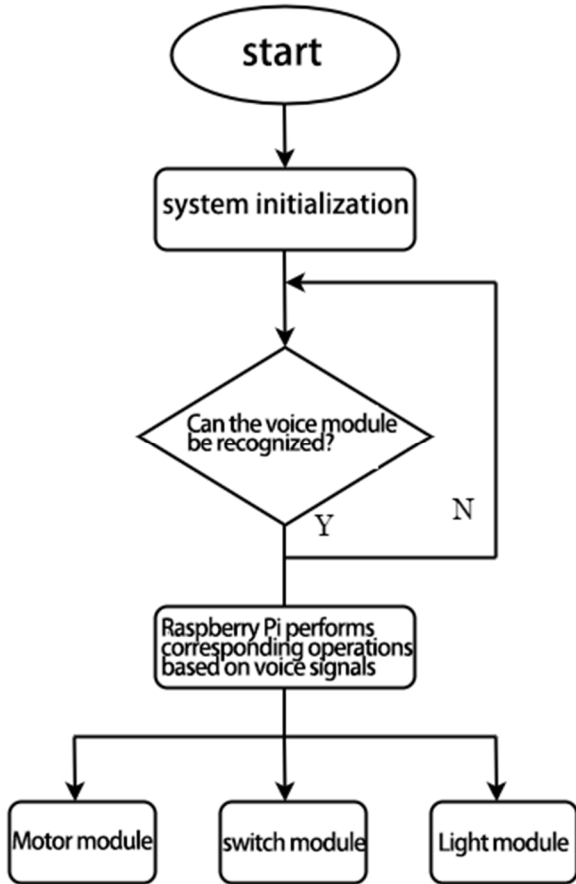 start
system initialization
Can the voice module
be recognized?
Y
N
Raspberry Pi performs
corresponding operations
based on voice signals
Motor module
switch module
Light module